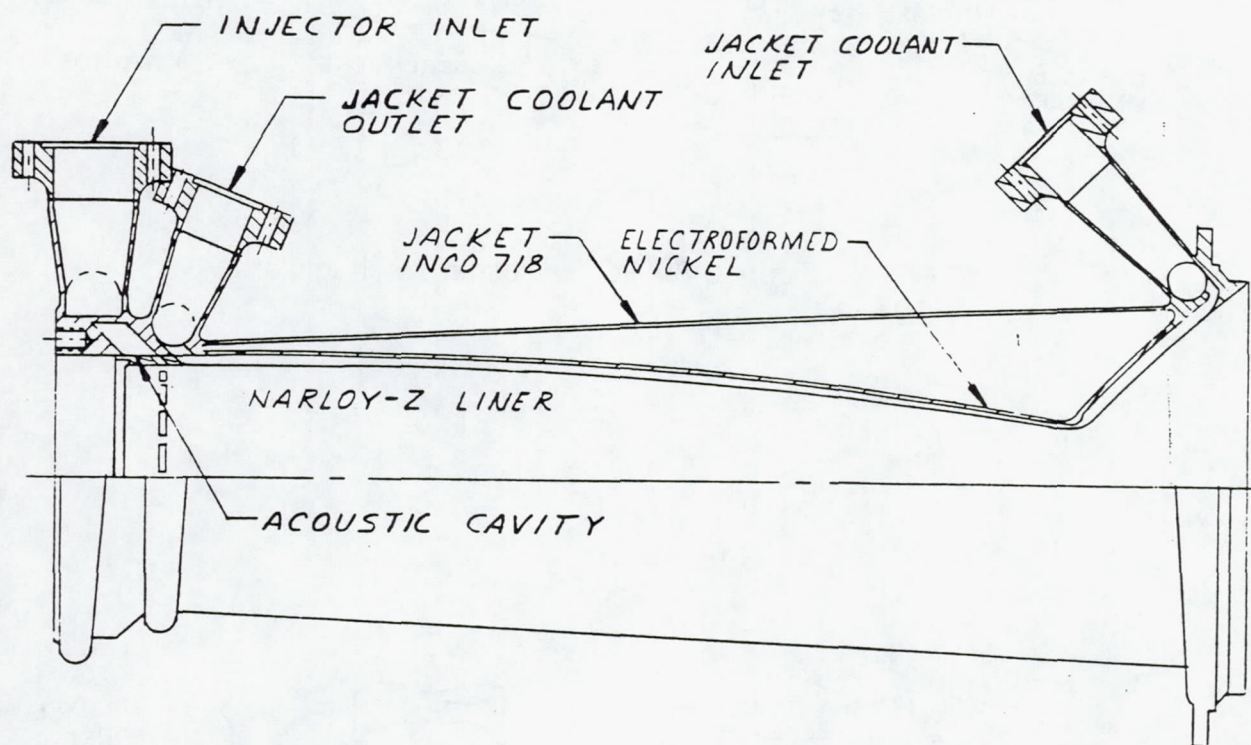 INJECTOR INLET
JACKET COOLANT
OUTLET
JACKET COOLANT
INLET
JACKET
INCO 718
ELECTROFORMED
NICKEL
NARLOY-Z LINER
ACOUSTIC CAVITY